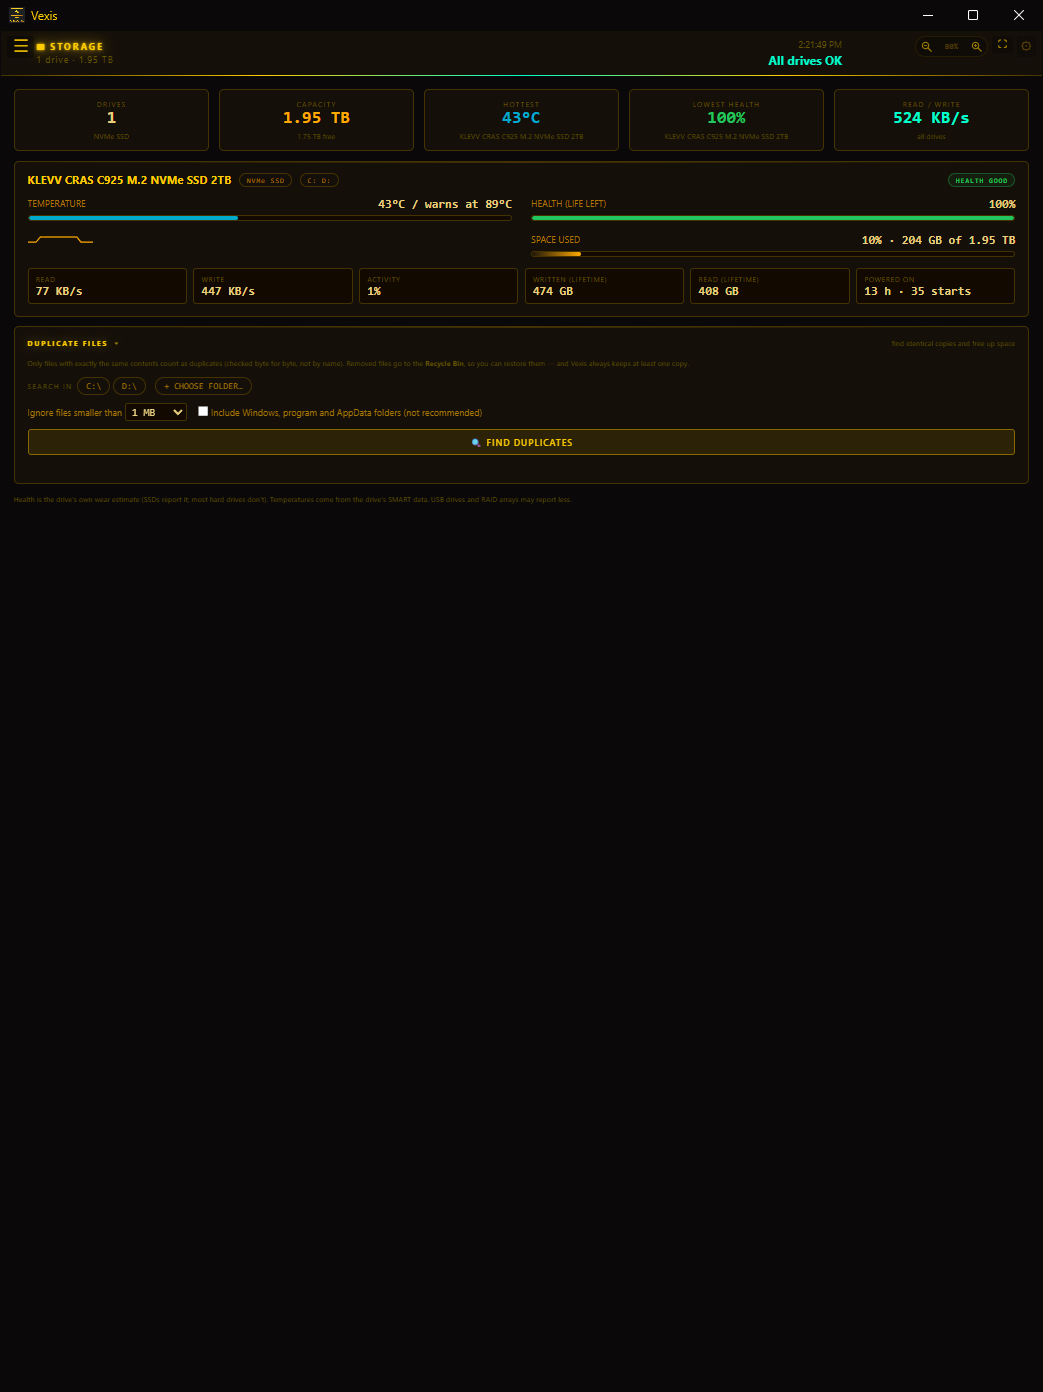 Vexis
STORAGE
1 drive · 1.95 TB
2:21:49 PM
All drives OK
80%
DRIVES
1
NVMe SSD
CAPACITY
1.95 TB
1.75 TB free
HOTTEST
43°C
KLEVV CRAS C925 M.2 NVMe SSD 2TB
LOWEST HEALTH
100%
KLEVV CRAS C925 M.2 NVMe SSD 2TB
READ / WRITE
524 KB/s
all drives
KLEVV CRAS C925 M.2 NVMe SSD 2TB
NVMe SSD
C: D:
HEALTH GOOD
TEMPERATURE
43°C / warns at 89°C
HEALTH (LIFE LEFT)
100%
SPACE USED
10% · 204 GB of 1.95 TB
READ
77 KB/s
WRITE
447 KB/s
ACTIVITY
1%
WRITTEN (LIFETIME)
474 GB
READ (LIFETIME)
408 GB
POWERED ON
13 h · 35 starts
DUPLICATE FILES
find identical copies and free up space
Only files with exactly the same contents count as duplicates (checked byte for byte, not by name). Removed files go to the Recycle Bin, so you can restore them — and Vexis always keeps at least one copy.
SEARCH IN
C:\
D:\
+ CHOOSE FOLDER…
Ignore files smaller than
1 MB
Include Windows, program and AppData folders (not recommended)
FIND DUPLICATES
Health is the drive's own wear estimate (SSDs report it; most hard drives don't). Temperatures come from the drive's SMART data. USB drives and RAID arrays may report less.